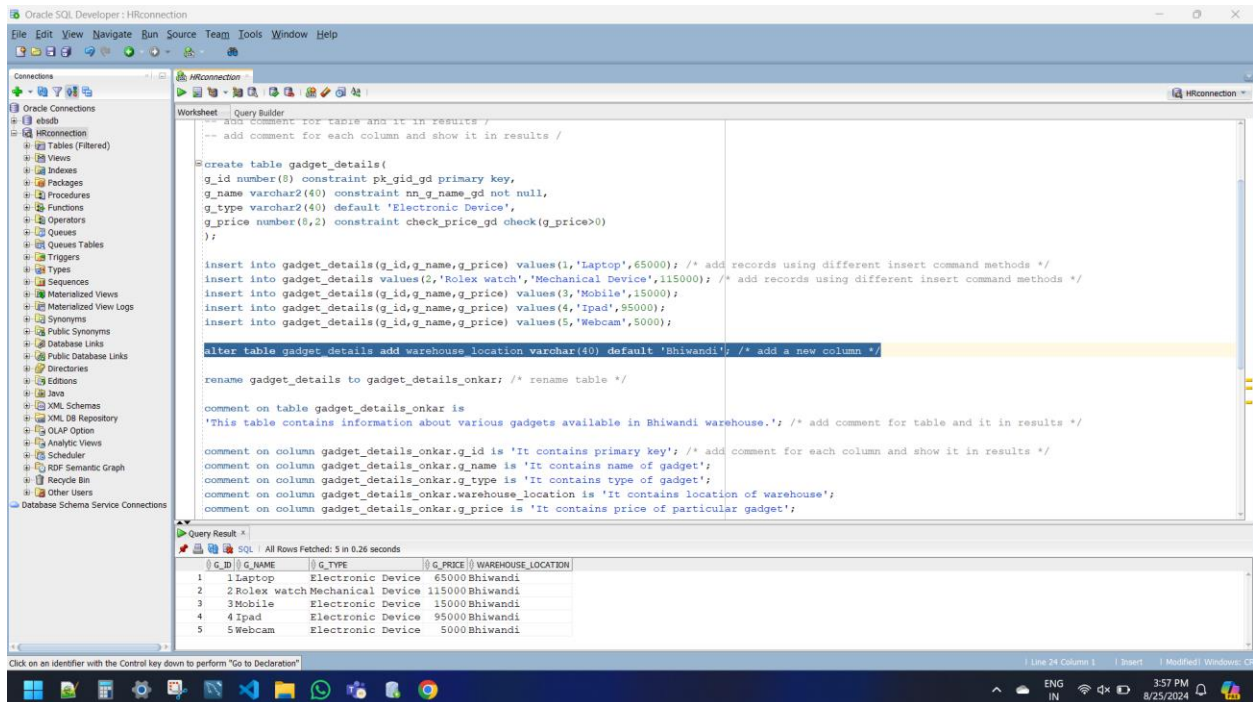 Oracle SQL Developer : HRconnection
File Edit View Navigate Run Source Team Tools Window Help
Connections
Oracle Connections
ebsdb
HRconnection
Tables (Filtered)
Views
Indexes
Packages
Procedures
Functions
Operators
Queues
Queues Tables
Triggers
Types
Sequences
Materialized Views
Materialized View Logs
Synonyms
Public Synonyms
Database Links
Public Database Links
Directories
Editions
Java
XML Schemas
XML DB Repository
OLAP Option
Analytic Views
Scheduler
RDF Semantic Graph
Recycle Bin
Other Users
Database Schema Service Connections
HRconnection
HRconnection
Worksheet Query Builder
-- add comment for table and it in results /
-- add comment for each column and show it in results /
create table gadget_details(
g_id number(8) constraint pk_gid_gd primary key,
g_name varchar2(40) constraint nn_g_name_gd not null,
g_type varchar2(40) default 'Electronic Device',
g_price number(8,2) constraint check_price_gd check(g_price>0)
);
insert into gadget_details(g_id,g_name,g_price) values(1,'Laptop',65000); /* add records using different insert command methods */
insert into gadget_details values(2,'Rolex watch','Mechanical Device',115000); /* add records using different insert command methods */
insert into gadget_details(g_id,g_name,g_price) values(3,'Mobile',15000);
insert into gadget_details(g_id,g_name,g_price) values(4,'Ipad',95000);
insert into gadget_details(g_id,g_name,g_price) values(5,'Webcam',5000);
alter table gadget_details add warehouse_location varchar(40) default 'Bhiwandi'; /* add a new column */
rename gadget_details to gadget_details_onkar; /* rename table */
comment on table gadget_details_onkar is
'This table contains information about various gadgets available in Bhiwandi warehouse.'; /* add comment for table and it in results */
comment on column gadget_details_onkar.g_id is 'It contains primary key'; /* add comment for each column and show it in results */
comment on column gadget_details_onkar.g_name is 'It contains name of gadget';
comment on column gadget_details_onkar.g_type is 'It contains type of gadget';
comment on column gadget_details_onkar.warehouse_location is 'It contains location of warehouse';
comment on column gadget_details_onkar.g_price is 'It contains price of particular gadget';
Query Result
SQL | All Rows Fetched: 5 in 0.26 seconds
G_ID G_NAME G_TYPE G_PRICE WAREHOUSE_LOCATION
1 1 Laptop Electronic Device 65000 Bhiwandi
2 2 Rolex watch Mechanical Device 115000 Bhiwandi
3 3 Mobile Electronic Device 15000 Bhiwandi
4 4 Ipad Electronic Device 95000 Bhiwandi
5 5 Webcam Electronic Device 5000 Bhiwandi
Click on an identifier with the Control key down to perform "Go to Declaration"
Line 24 Column 1 | Insert | Modified | Windows: CR
ENG
IN
3:57 PM
8/25/2024